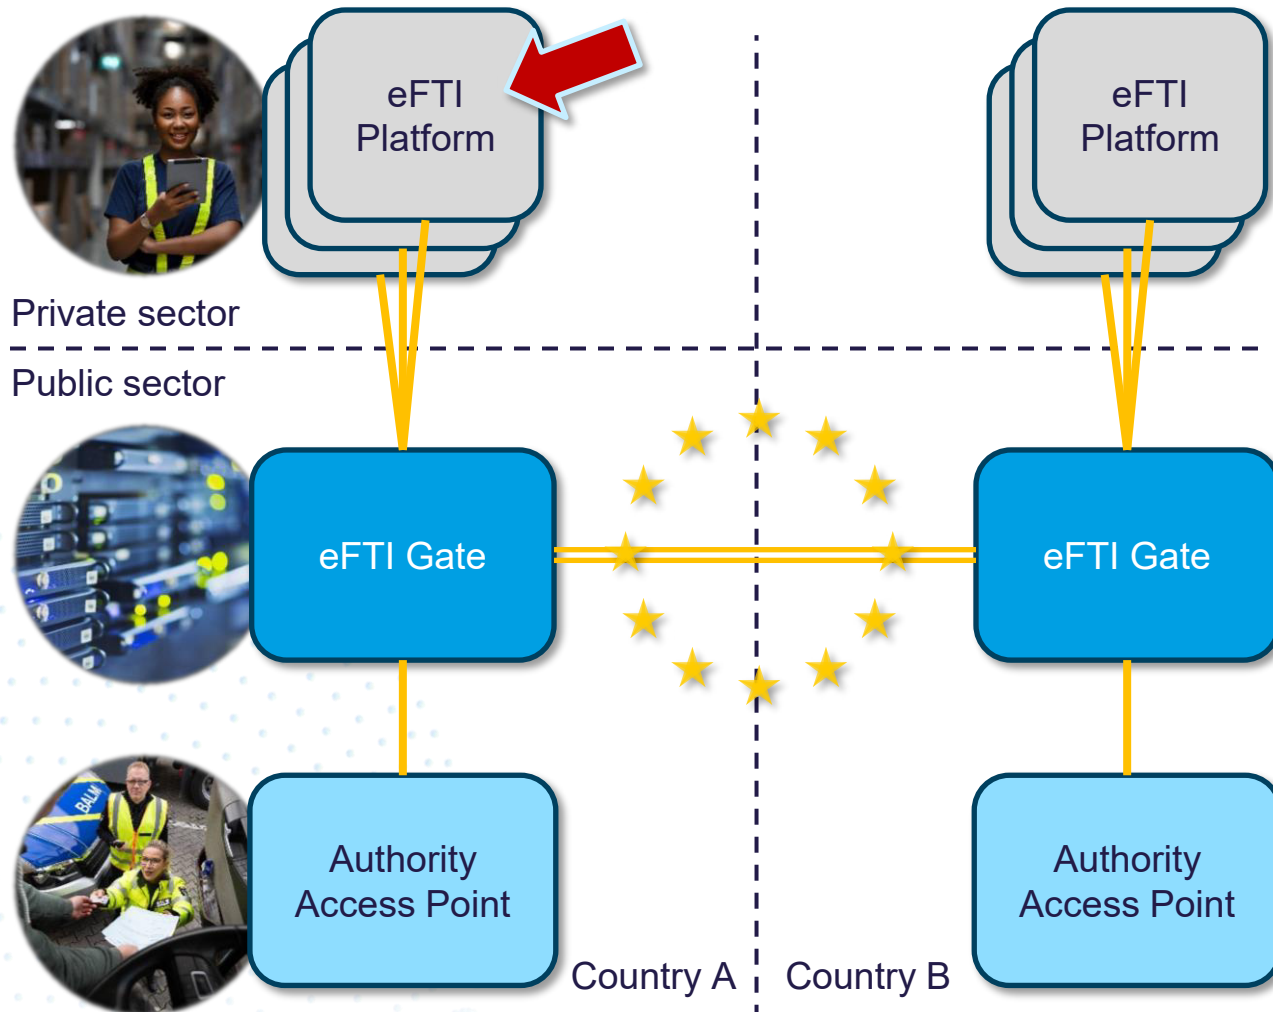 eFTI
Platform
eFTI
Platform
Private sector
Public sector
eFTI Gate
eFTI Gate
BALM
Authority
Access Point
Authority
Access Point
Country A
Country B